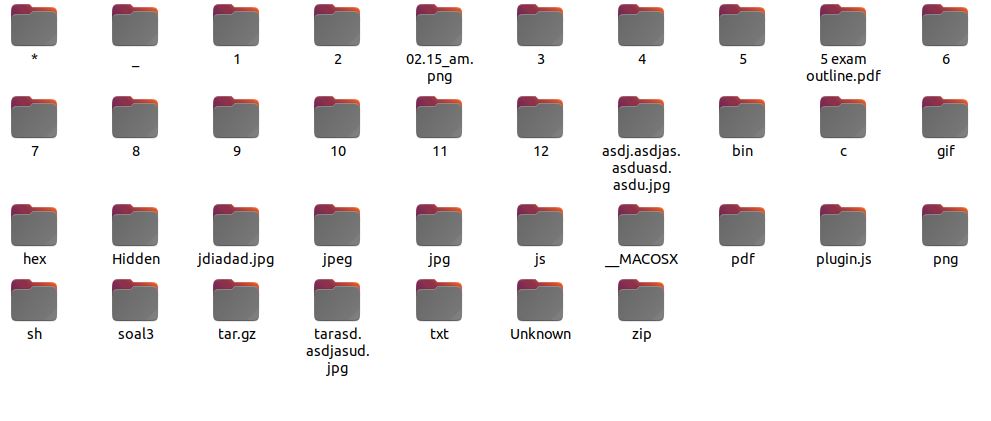 *
_
1
2
02.15_am.
png
3
4
5
5 exam
outline.pdf
6
7
8
9
10
11
12
asdj.asdjas.
asduasd.
asdu.jpg
bin
c
gif
hex
Hidden
jdiadad.jpg
jpeg
jpg
js
__MACOSX
pdf
plugin.js
png
sh
soal3
tar.gz
tarasd.
asdjasud.
jpg
txt
Unknown
zip